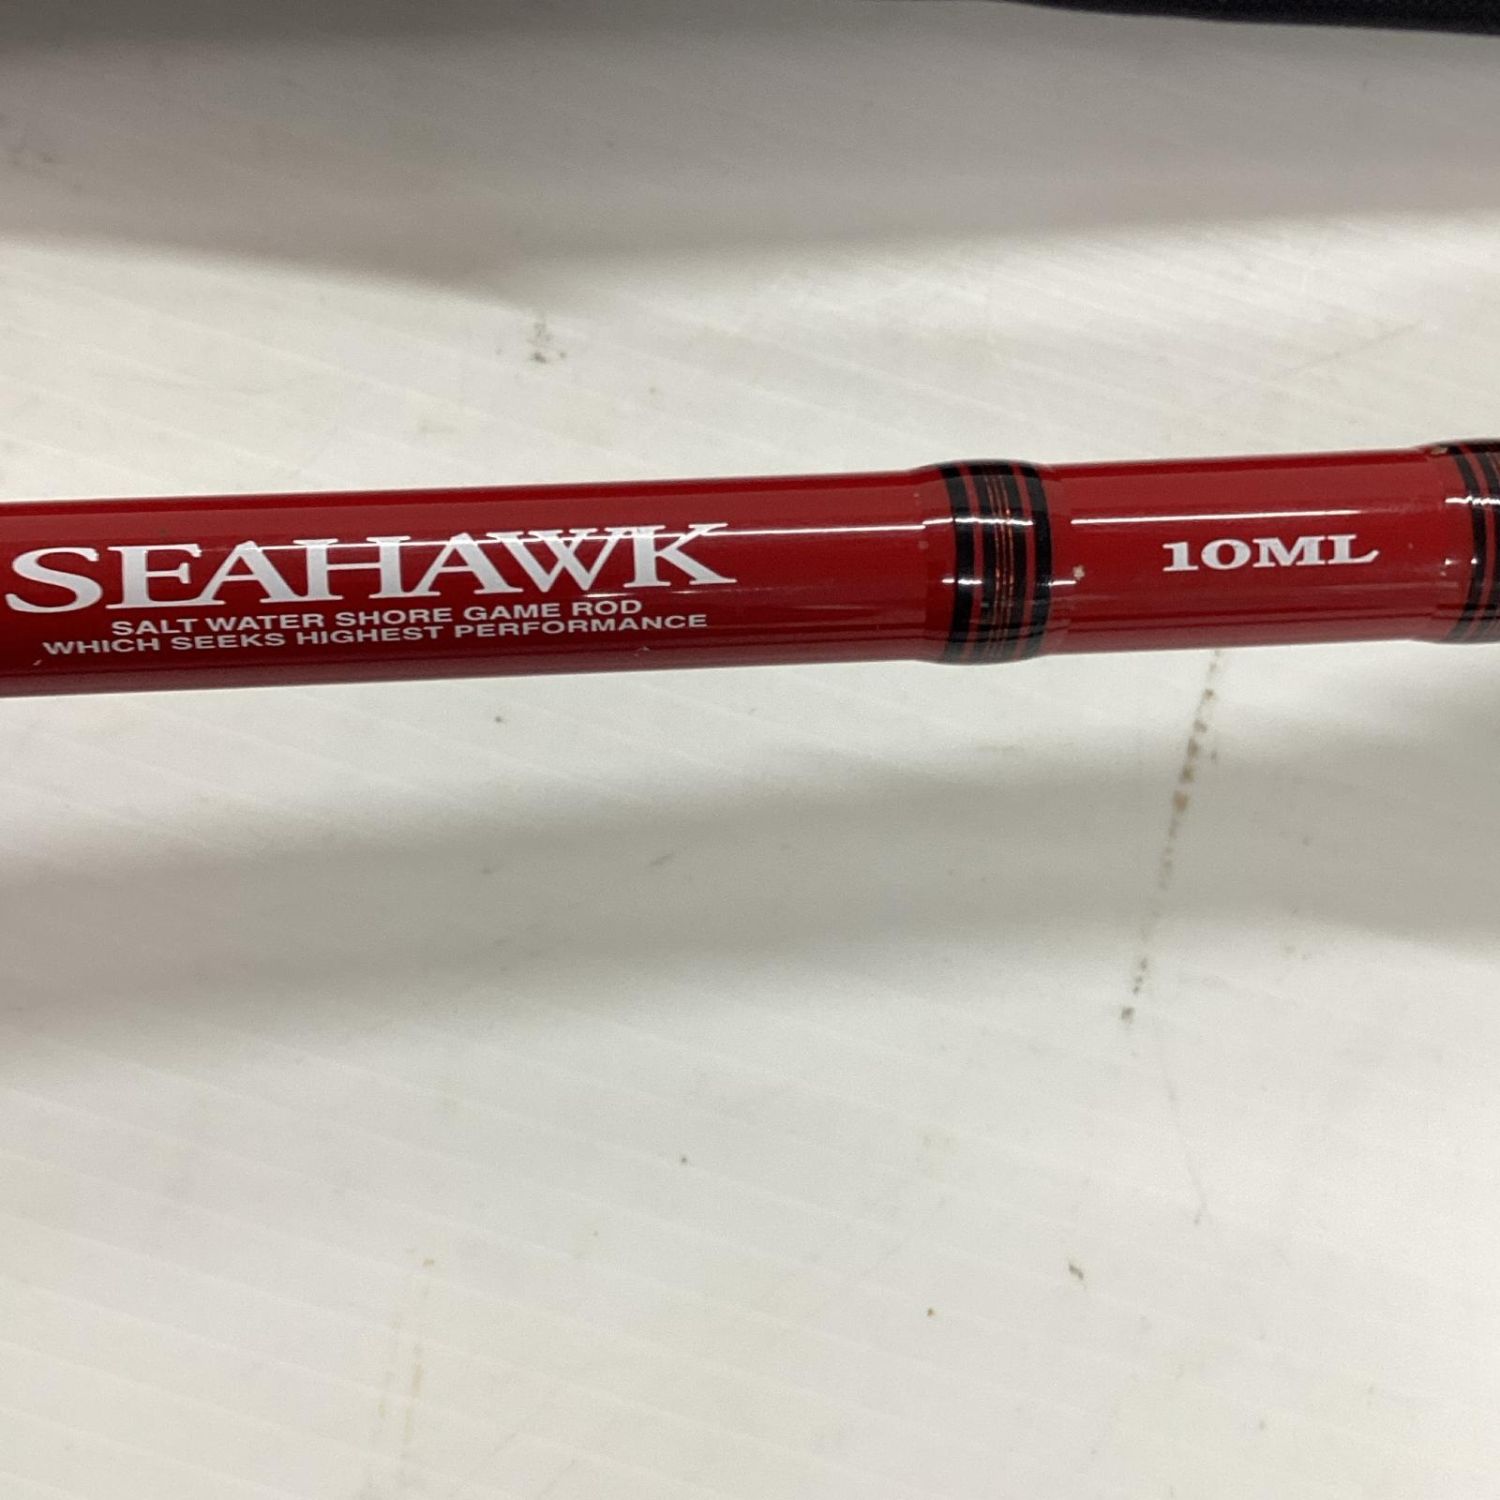 SEAHAWK
SALT WATER SHORE GAME ROD
WHICH SEEKS HIGHEST PERFORMANCE
10ML